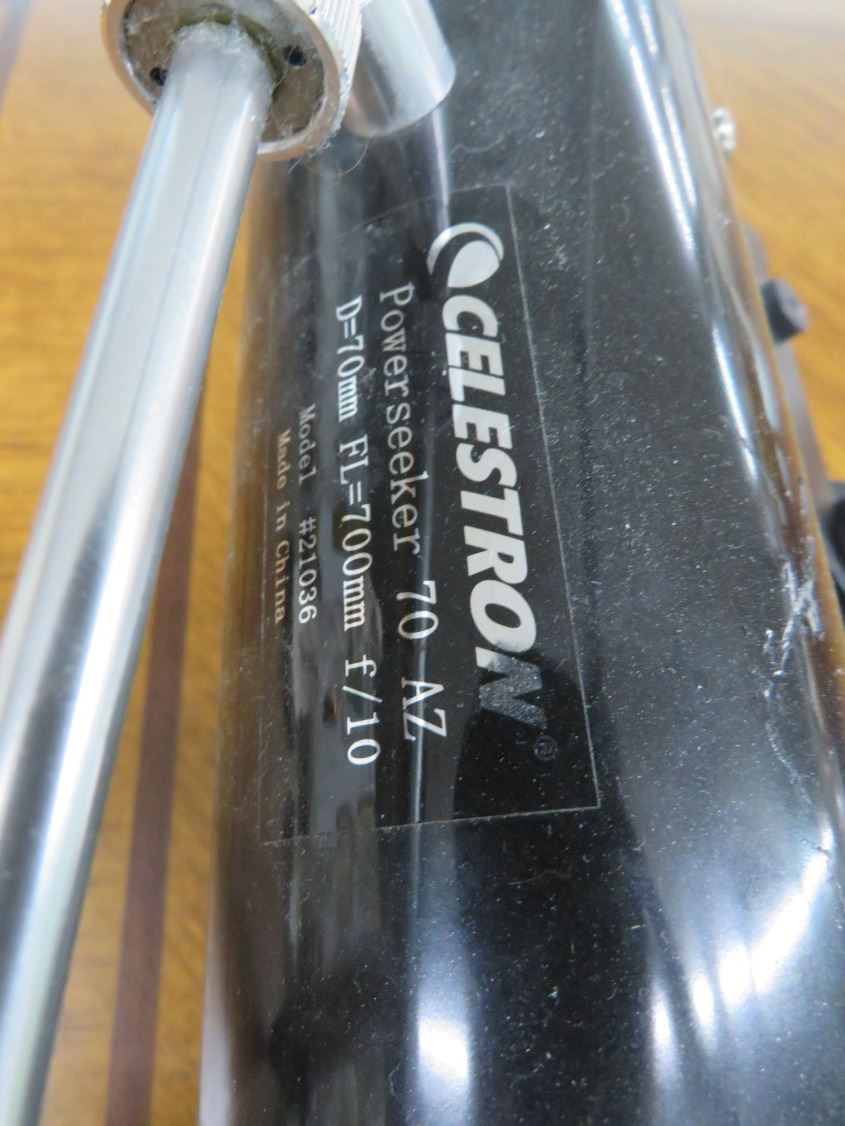 CELESTRON®
Powerseeker 70 AZ
D=70mm FL=700mm f/10
Model #21036
Made in China